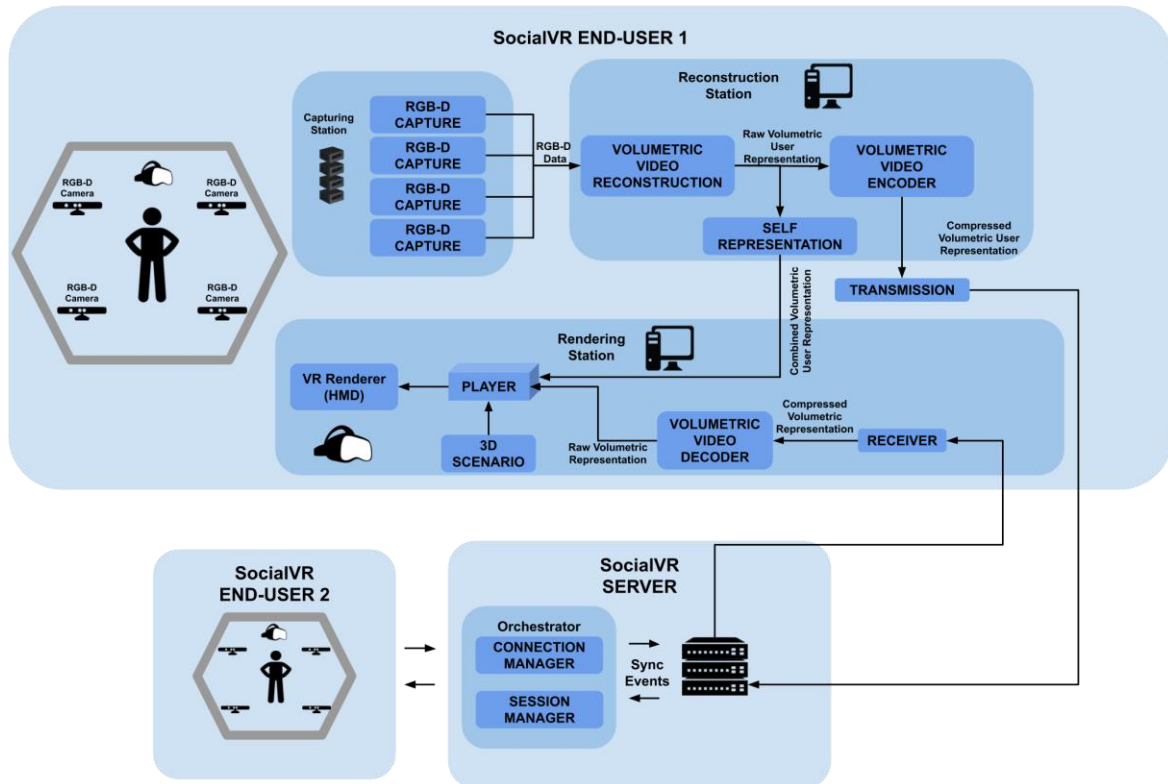 SocialVR END-USER 1
RGB-D
Camera
RGB-D
Camera
RGB-D
Camera
RGB-D
Camera
Capturing
Station
RGB-D
CAPTURE
RGB-D
CAPTURE
RGB-D
CAPTURE
RGB-D
CAPTURE
RGB-D
Data
Reconstruction
Station
VOLUMETRIC
VIDEO
RECONSTRUCTION
Raw Volumetric
User
Representation
VOLUMETRIC
VIDEO
ENCODER
SELF
REPRESENTATION
Compressed
Volumetric User
Representation
TRANSMISSION
Combined Volumetric
User Representation
Rendering
Station
VR Renderer
(HMD)
PLAYER
3D
SCENARIO
Raw Volumetric
Representation
VOLUMETRIC
VIDEO
DECODER
Compressed
Volumetric
Representation
RECEIVER
SocialVR
END-USER 2
SocialVR
SERVER
Orchestrator
CONNECTION
MANAGER
SESSION
MANAGER
Sync
Events